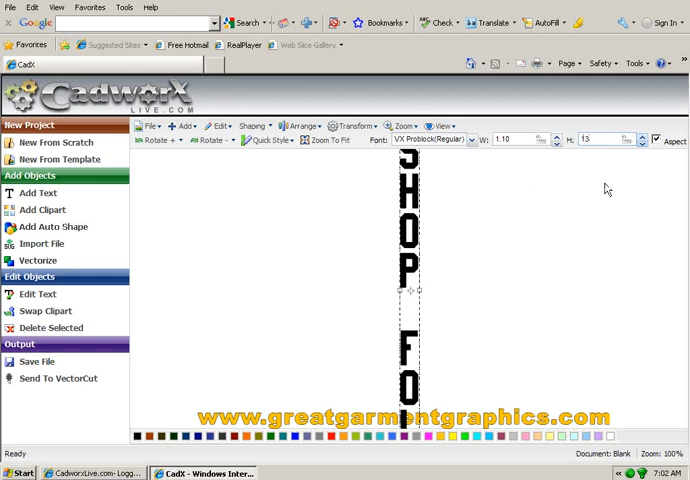 File Edit View Favorites Tools Help
Google Search Bookmarks Check Translate AutoFill Sign In
Favorites Suggested Sites Free Hotmail RealPlayer Web Slice Gallery
CadX Page Safety Tools
CadworX
LIVE.COM
New Project
New From Scratch
New From Template
Add Objects
Add Text
Add Clipart
Add Auto Shape
Import File
Vectorize
Edit Objects
Edit Text
Swap Clipart
Delete Selected
Output
Save File
Send To VectorCut
File Add Edit Shaping Arrange Transform Zoom View
Rotate + Rotate - Quick Style Zoom To Fit Font: VX Problock(Regular) W: 1.10 H: 13 Aspect
S
H
O
P
F
O
www.greatgarmentgraphics.com
Ready Document: Blank Zoom: 100%
Start CadworxLive.com- Logg... CadX - Windows Inter... 7:02 AM